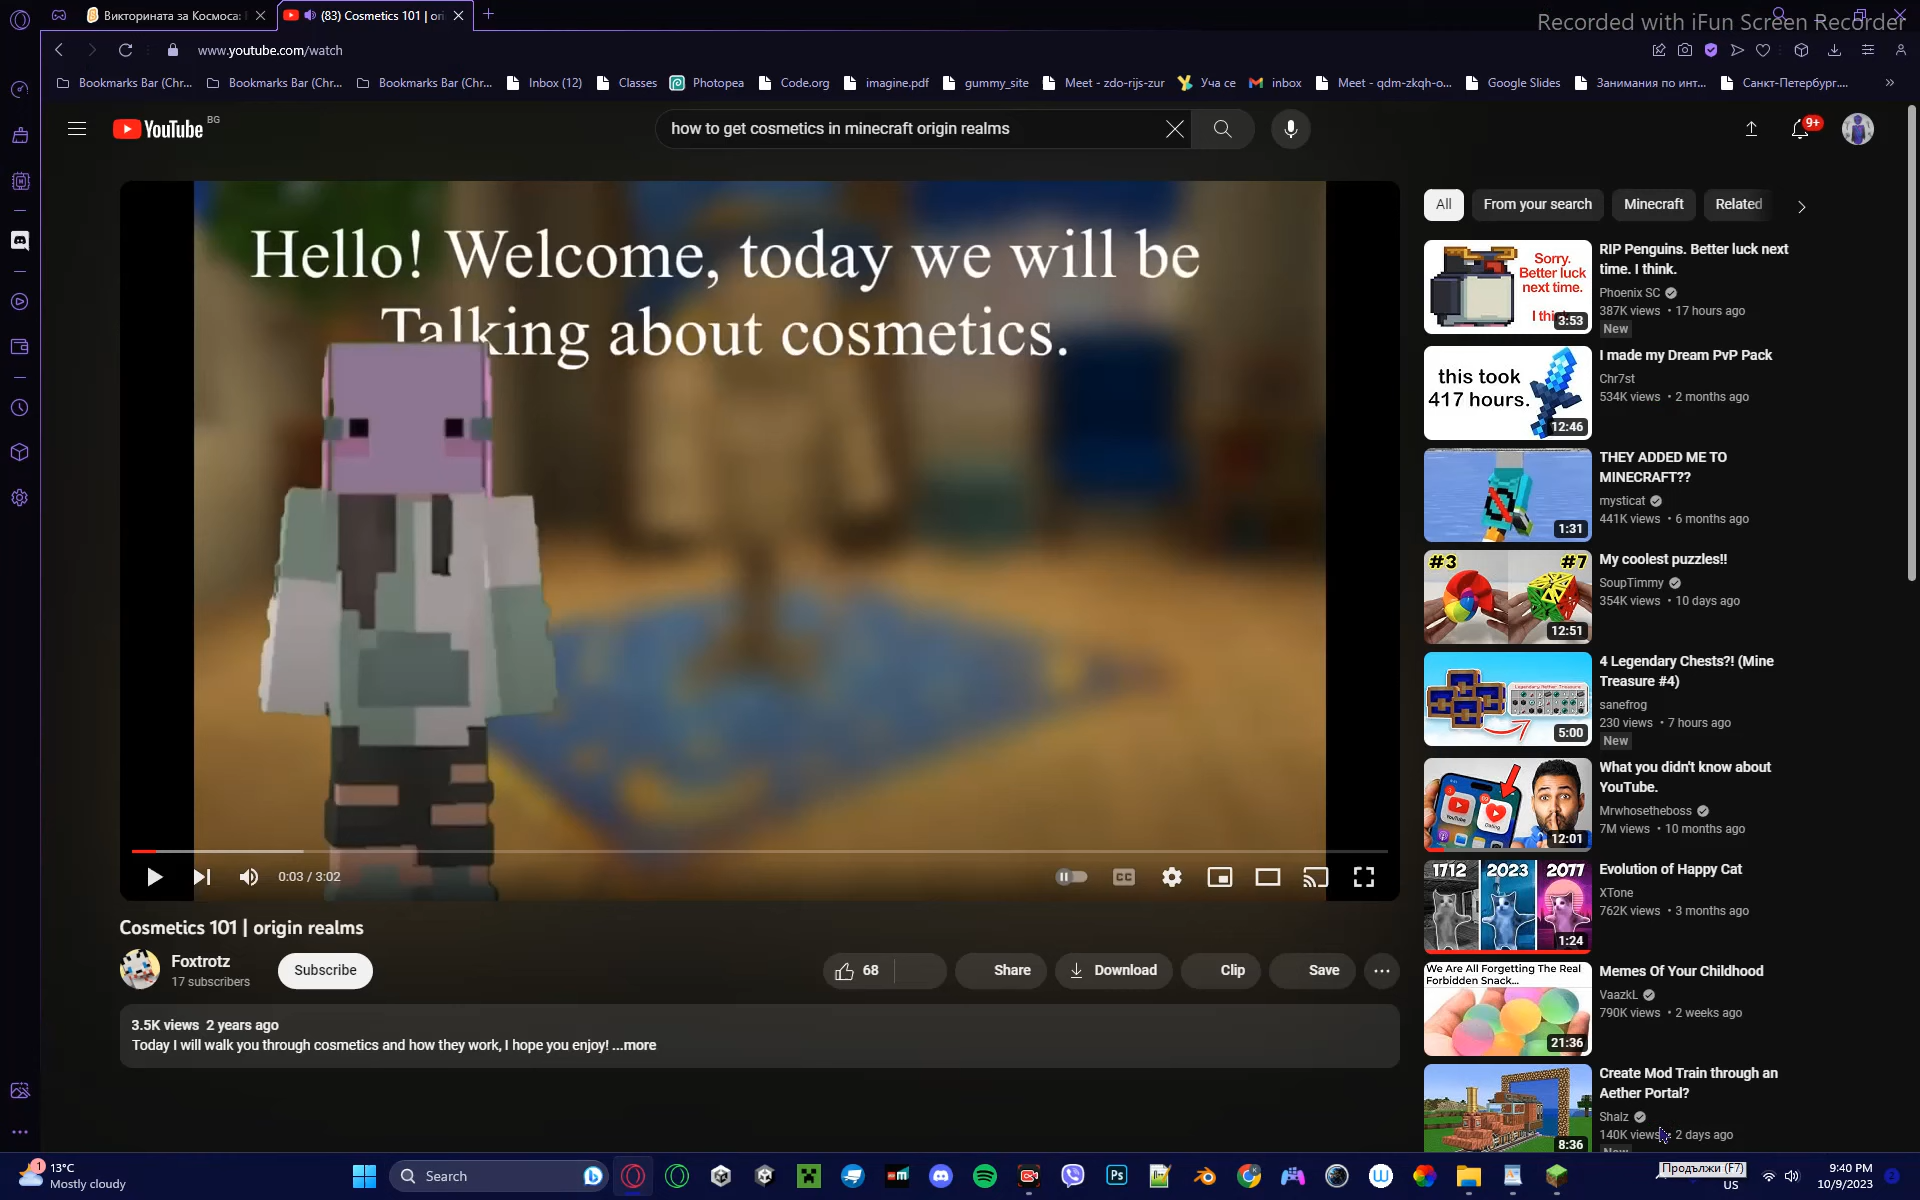 Викторината за Космоса:
(83) Cosmetics 101 | ori
Recorded with iFun Screen Recorder
www.youtube.com/watch
Bookmarks Bar (Chr...
Bookmarks Bar (Chr...
Bookmarks Bar (Chr...
Inbox (12)
Classes
Photopea
Code.org
imagine.pdf
gummy_site
Meet - zdo-rijs-zur
Уча се
inbox
Meet - qdm-zkqh-o...
Google Slides
Занимания по инт...
Санкт-Петербург....
YouTube BG
how to get cosmetics in minecraft origin realms
9+
Hello! Welcome, today we will be
Talking about cosmetics.
0:03 / 3:02
CC
Cosmetics 101 | origin realms
Foxtrotz
17 subscribers
Subscribe
68
Share
Download
Clip
Save
3.5K views 2 years ago
Today I will walk you through cosmetics and how they work, I hope you enjoy! ...more
All
From your search
Minecraft
Related
Sorry.
Better luck
next time.
3:53
RIP Penguins. Better luck next
time. I think.
Phoenix SC
387K views • 17 hours ago
New
this took
417 hours.
12:46
I made my Dream PvP Pack
Chr7st
534K views • 2 months ago
1:31
THEY ADDED ME TO
MINECRAFT??
mysticat
441K views • 6 months ago
#3
#7
12:51
My coolest puzzles!!
SoupTimmy
354K views • 10 days ago
5:00
4 Legendary Chests?! (Mine
Treasure #4)
sanefrog
230 views • 7 hours ago
New
12:01
What you didn't know about
YouTube.
Mrwhosetheboss
7M views • 10 months ago
1712
2023
2077
1:24
Evolution of Happy Cat
XTone
762K views • 3 months ago
We Are All Forgetting The Real
Forbidden Snack...
21:36
Memes Of Your Childhood
VaazkL
790K views • 2 weeks ago
8:36
Create Mod Train through an
Aether Portal?
Shalz
140K views • 2 days ago
1
13°C
Mostly cloudy
Search
Ps
Продължи (F7)
US
9:40 PM
10/9/2023
2